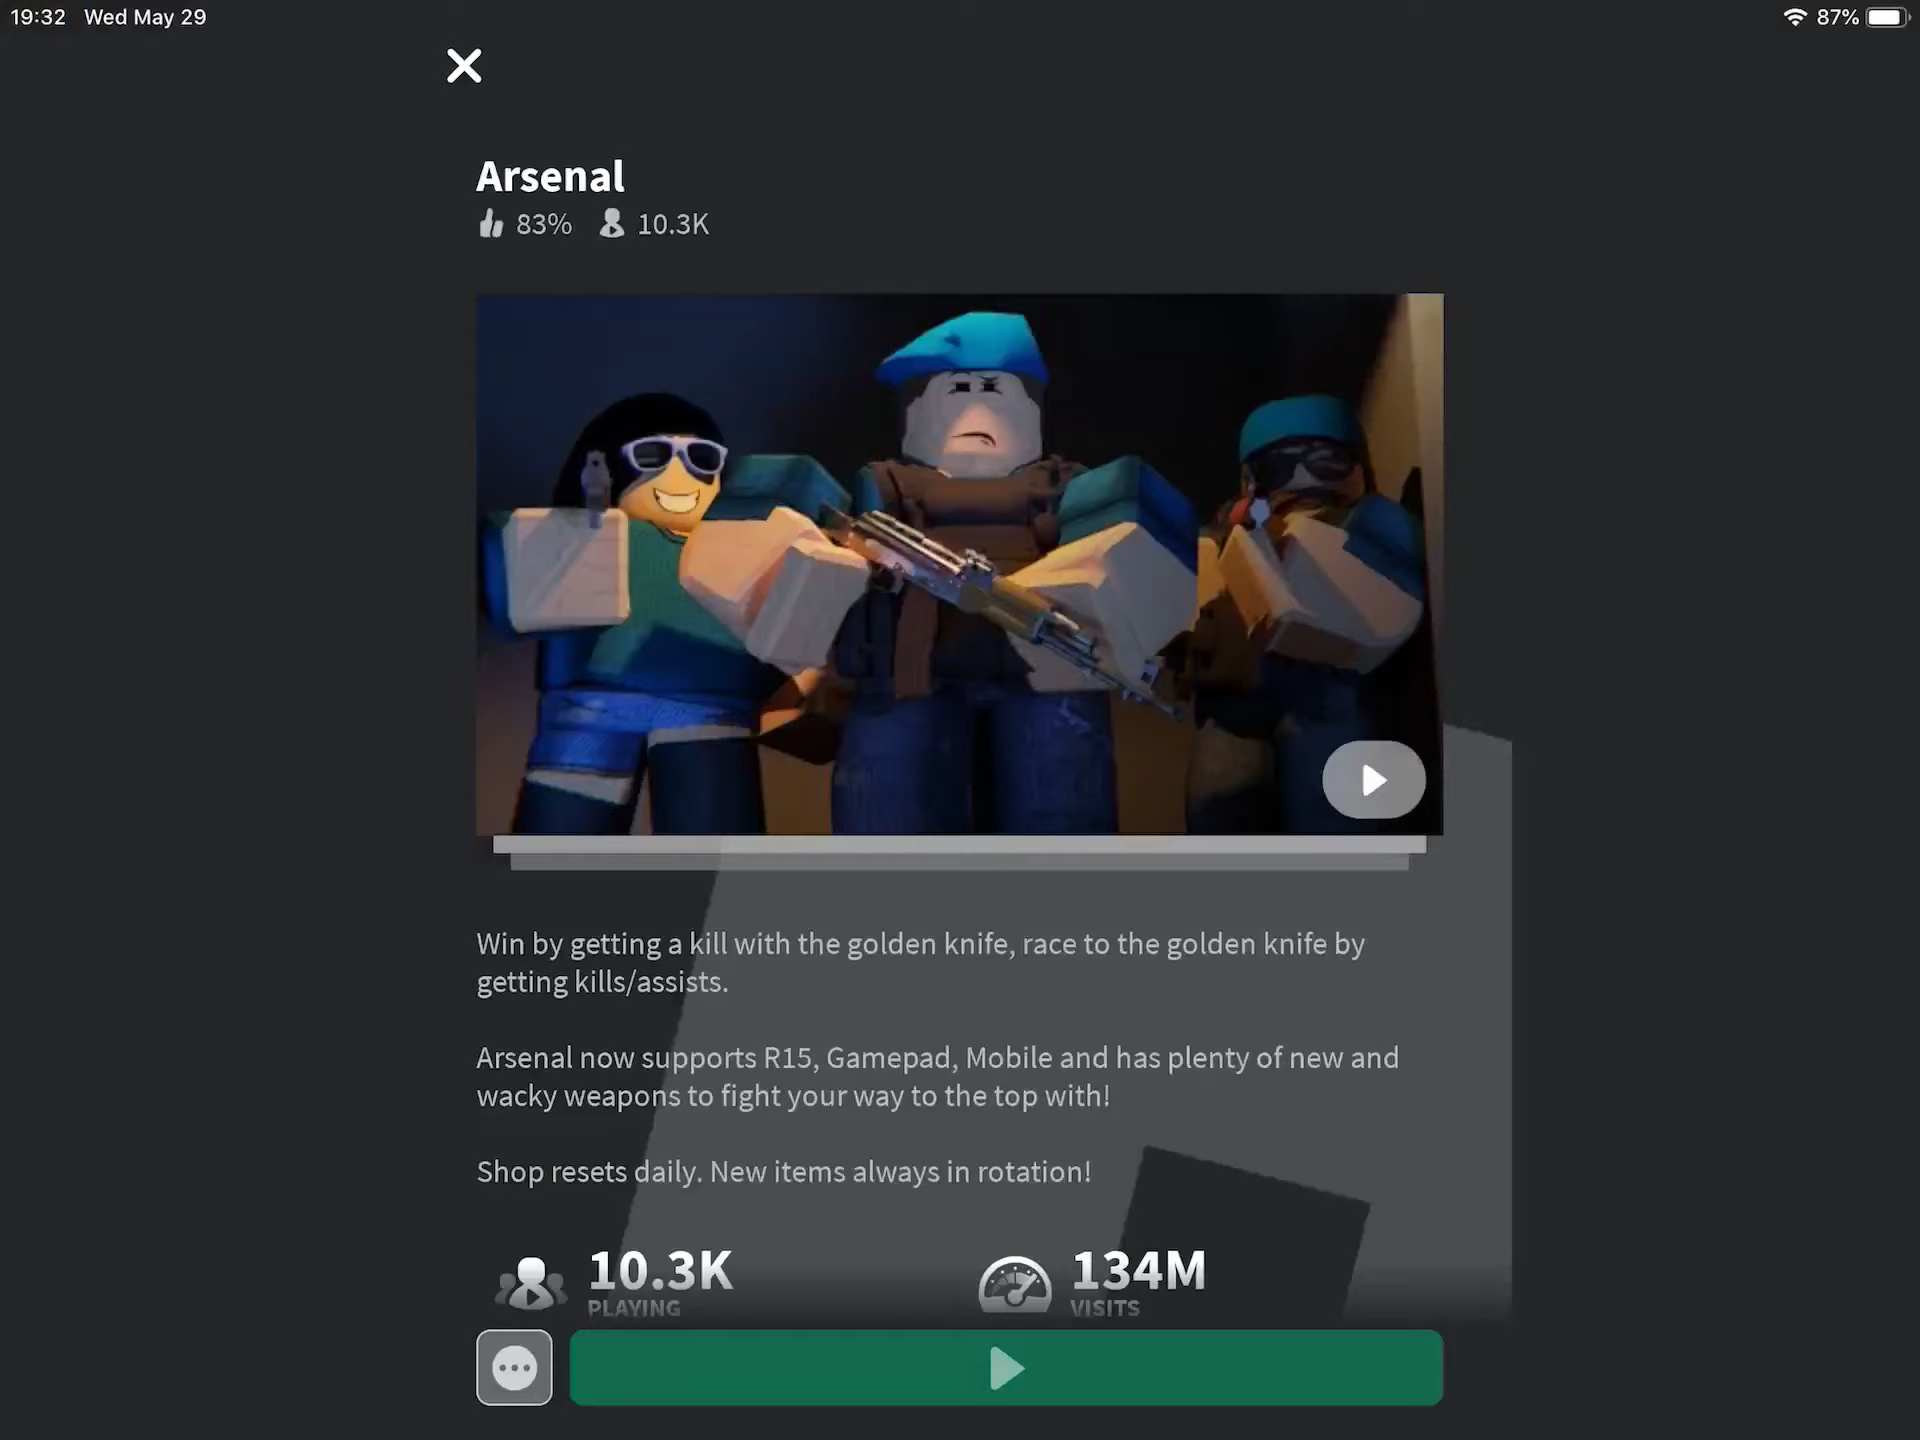 19:32 Wed May 29
87%
Arsenal
83% 10.3K
Win by getting a kill with the golden knife, race to the golden knife by
getting kills/assists.
Arsenal now supports R15, Gamepad, Mobile and has plenty of new and
wacky weapons to fight your way to the top with!
Shop resets daily. New items always in rotation!
10.3K
PLAYING
134M
VISITS